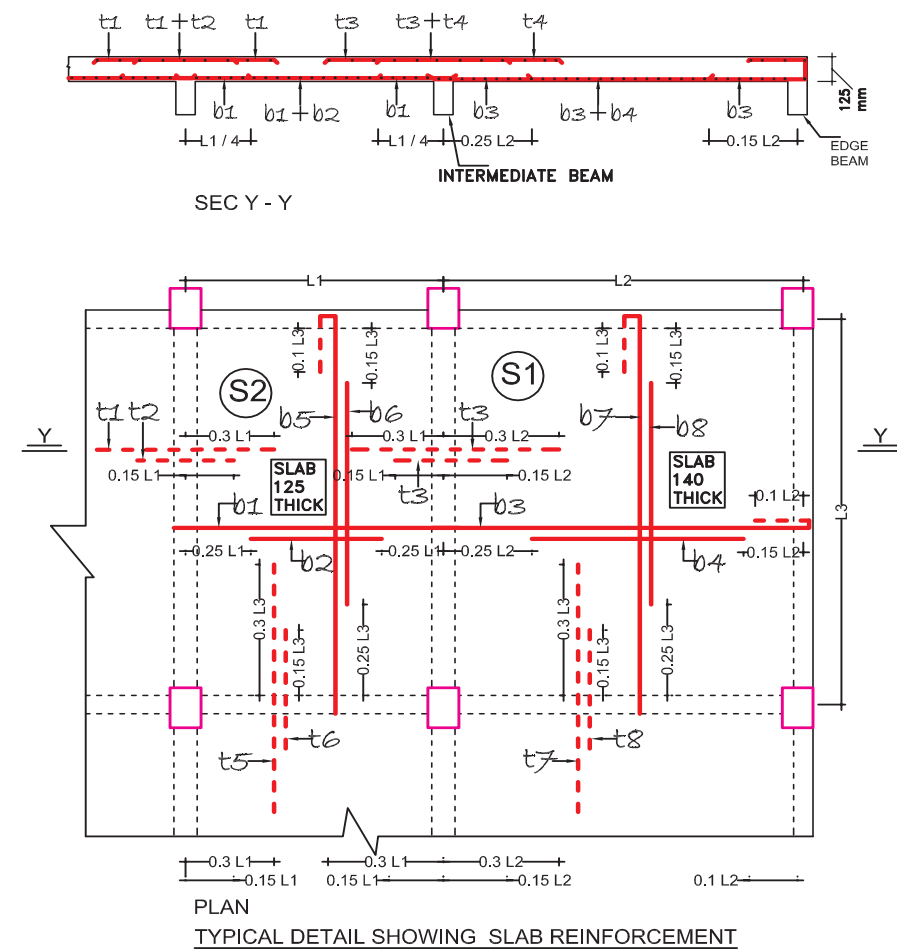 t1 t1+t2 t1 t3 t3+t4 t4
125 mm
b1 b1+b2 b1 b3 b3+b4 b3
L1 / 4 L1 / 4 0.25 L2 0.15 L2
EDGE
BEAM
INTERMEDIATE BEAM
SEC Y - Y
L1 L2
0.1 L3 0.15 L3 0.1 L3 0.15 L3
S2 S1
t1 t2 b5 b6 t3 b7 b8
Y Y
0.3 L1 0.3 L1 0.3 L2
0.15 L1 0.15 L1 0.15 L2
SLAB
125
THICK
SLAB
140
THICK
t3
b1 b3 0.1 L2
L3
0.25 L1 b2 0.25 L1 0.25 L2 b4 0.15 L2
0.3 L3 0.15 L3 0.25 L3 0.3 L3 0.15 L3 0.25 L3
t5 t6 t7 t8
0.3 L1 0.3 L1 0.3 L2
0.15 L1 0.15 L1 0.15 L2 0.1 L2
PLAN
TYPICAL DETAIL SHOWING SLAB REINFORCEMENT